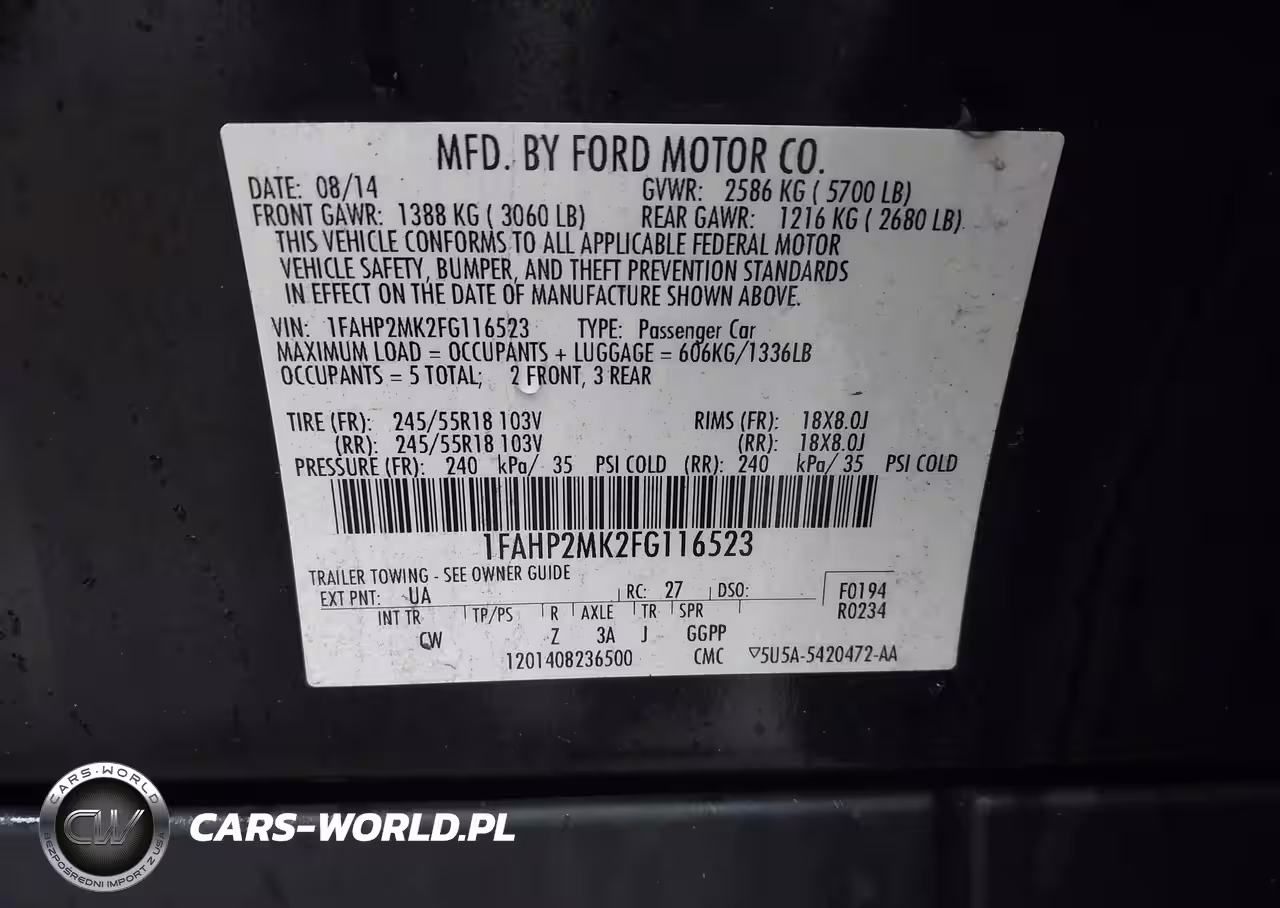 MFD. BY FORD MOTOR CO.
DATE: 08/14 GVWR: 2586 KG ( 5700 LB)
FRONT GAWR: 1388 KG ( 3060 LB) REAR GAWR: 1216 KG ( 2680 LB)
THIS VEHICLE CONFORMS TO ALL APPLICABLE FEDERAL MOTOR
VEHICLE SAFETY, BUMPER, AND THEFT PREVENTION STANDARDS
IN EFFECT ON THE DATE OF MANUFACTURE SHOWN ABOVE.
VIN: 1FAHP2MK2FG116523 TYPE: Passenger Car
MAXIMUM LOAD = OCCUPANTS + LUGGAGE = 606KG/1336LB
OCCUPANTS = 5 TOTAL; 2 FRONT, 3 REAR
TIRE (FR): 245/55R18 103V RIMS (FR): 18X8.0J
(RR): 245/55R18 103V (RR): 18X8.0J
PRESSURE (FR): 240 kPa/ 35 PSI COLD (RR): 240 kPa/ 35 PSI COLD
1FAHP2MK2FG116523
TRAILER TOWING - SEE OWNER GUIDE
EXT PNT: UA RC: 27 DSO: F0194
INT TR TP/PS R AXLE TR SPR R0234
CW Z 3A J GGPP
1201408236500 CMC ▽5U5A-5420472-AA
CARS-WORLD
CW
BEZPOŚREDNI IMPORT Z USA
CARS-WORLD.PL